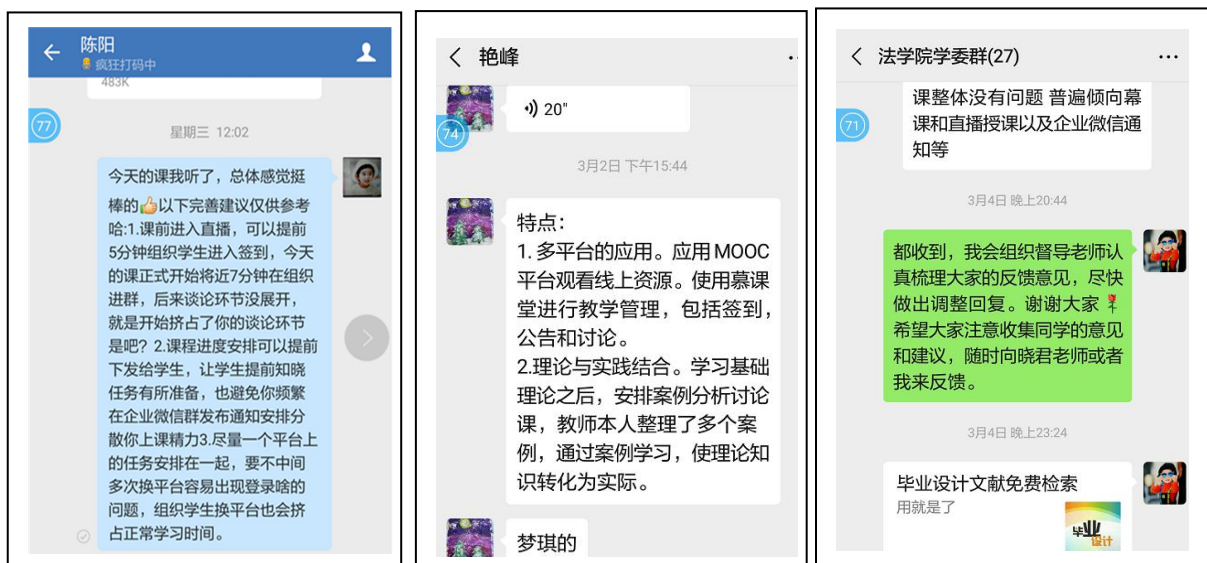 陈阳
疯狂打码中
483K
77
星期三 12:02
今天的课我听了，总体感觉挺
棒的👍以下完善建议仅供参考
哈:1.课前进入直播，可以提前
5分钟组织学生进入签到，今天
的课正式开始将近7分钟在组织
进群，后来谈论环节没展开，
就是开始挤占了你的谈论环节
是吧？2.课程进度安排可以提前
下发给学生，让学生提前知晓
任务有所准备，也避免你频繁
在企业微信群发布通知安排分
散你上课精力3.尽量一个平台上
的任务安排在一起，要不中间
多次换平台容易出现登录啥的
问题，组织学生换平台也会挤
占正常学习时间。
艳峰
20"
74
3月2日 下午15:44
特点：
1. 多平台的应用。应用MOOC
平台观看线上资源。使用慕课
堂进行教学管理，包括签到，
公告和讨论。
2.理论与实践结合。学习基础
理论之后，安排案例分析讨论
课，教师本人整理了多个案
例，通过案例学习，使理论知
识转化为实际。
梦琪的
法学院学委群(27)
71
课整体没有问题 普遍倾向幕
课和直播授课以及企业微信通
知等
3月4日 晚上20:44
都收到，我会组织督导老师认
真梳理大家的反馈意见，尽快
做出调整回复。谢谢大家🌹
希望大家注意收集同学的意见
和建议，随时向晓君老师或者
我来反馈。
3月4日 晚上23:24
毕业设计文献免费检索
用就是了
毕业
设计